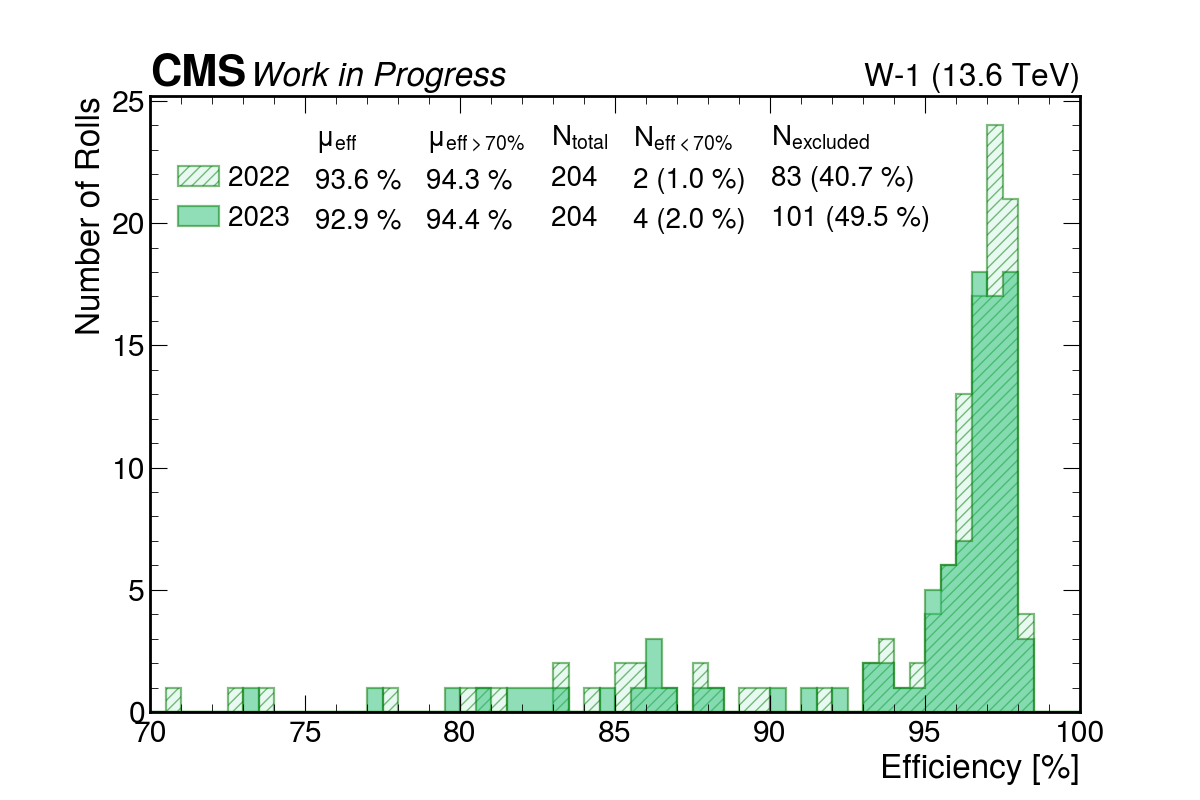 CMS Work in Progress W-1 (13.6 TeV)
Number of Rolls
μeff μeff > 70% Ntotal Neff < 70% Nexcluded
2022 93.6 % 94.3 % 204 2 (1.0 %) 83 (40.7 %)
2023 92.9 % 94.4 % 204 4 (2.0 %) 101 (49.5 %)
25
20
15
10
5
0
70 75 80 85 90 95 100
Efficiency [%]